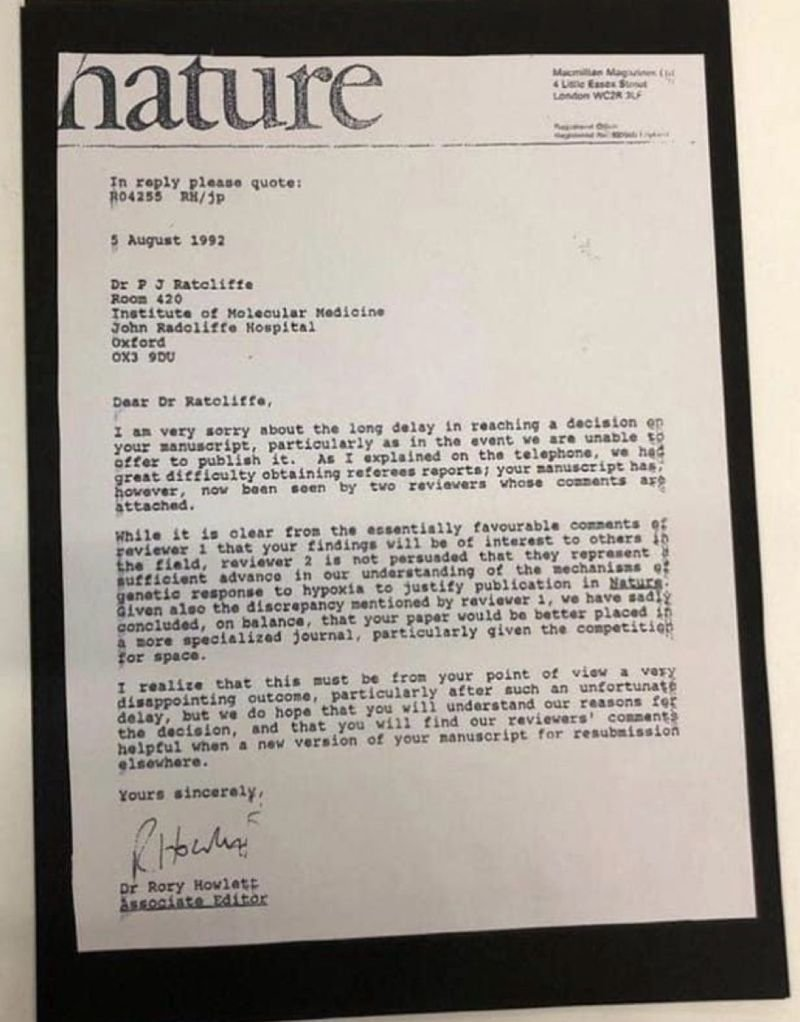 nature
Macmillan Magazines Ltd
4 Little Essex Street
London WC2R 3LF
Registered Office
In reply please quote:
R04255 RH/jp
5 August 1992
Dr P J Ratcliffe
Room 420
Institute of Molecular Medicine
John Radcliffe Hospital
Oxford
OX3 9DU
Dear Dr Ratcliffe,
I am very sorry about the long delay in reaching a decision on
your manuscript, particularly as in the event we are unable to
offer to publish it. As I explained on the telephone, we had
great difficulty obtaining referees reports; your manuscript has,
however, now been seen by two reviewers whose comments are
attached.
While it is clear from the essentially favourable comments of
reviewer 1 that your findings will be of interest to others in
the field, reviewer 2 is not persuaded that they represent a
sufficient advance in our understanding of the mechanisms of
genetic response to hypoxia to justify publication in Nature.
Given also the discrepancy mentioned by reviewer 1, we have sadly
concluded, on balance, that your paper would be better placed in
a more specialized journal, particularly given the competition
for space.
I realize that this must be from your point of view a very
disappointing outcome, particularly after such an unfortunate
delay, but we do hope that you will understand our reasons for
the decision, and that you will find our reviewers' comments
helpful when a new version of your manuscript for resubmission
elsewhere.
Yours sincerely,
R Howlett
Dr Rory Howlett
Associate Editor